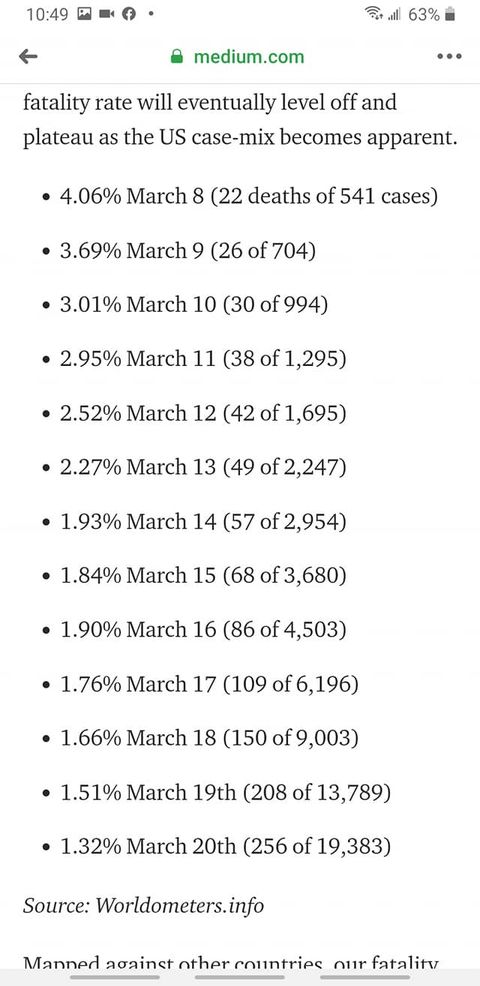 10:49
63%
medium.com
fatality rate will eventually level off and
plateau as the US case-mix becomes apparent.
• 4.06% March 8 (22 deaths of 541 cases)
• 3.69% March 9 (26 of 704)
• 3.01% March 10 (30 of 994)
• 2.95% March 11 (38 of 1,295)
• 2.52% March 12 (42 of 1,695)
• 2.27% March 13 (49 of 2,247)
• 1.93% March 14 (57 of 2,954)
• 1.84% March 15 (68 of 3,680)
• 1.90% March 16 (86 of 4,503)
• 1.76% March 17 (109 of 6,196)
• 1.66% March 18 (150 of 9,003)
• 1.51% March 19th (208 of 13,789)
• 1.32% March 20th (256 of 19,383)
Source: Worldometers.info
Mapped against other countries, our fatality